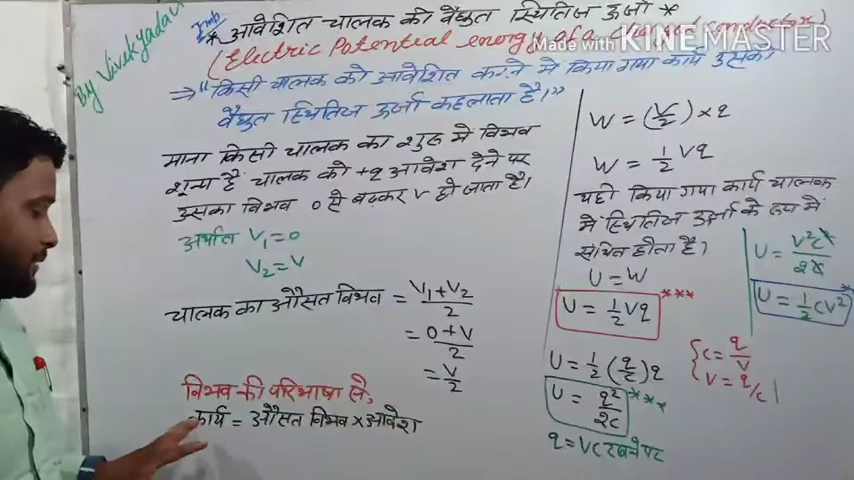 By Vivek yadav
Imb
* आवेशित चालक की वैद्युत स्थितिज ऊर्जा *
(Electric Potential energy of a charged conductor)
Made with KINEMASTER
⇒ "किसी चालक को आवेशित करने में किया गया कार्य उसकी
वैद्युत स्थितिज ऊर्जा कहलाता है।"
माना किसी चालक का शुरू में विभव
शून्य है चालक को +q आवेश देने पर
उसका विभव 0 से बढ़कर V हो जाता है।
अर्थात V₁=0
V₂=V
चालक का औसत विभव = (V₁+V₂)/2
= (0+V)/2
= V/2
विभव की परिभाषा से,
कार्य = औसत विभव × आवेश
W = (V/2) × q
W = 1/2 Vq
यहाँ किया गया कार्य चालक
में स्थितिज ऊर्जा के रूप में
संचित होता है।
U = W
U = 1/2 Vq ***
U = 1/2 (q/c) q
U = q²/2c ***
q = VC रखने पर
{ C = q/V
V = q/c
U = V²c²/2c
U = 1/2 CV² **